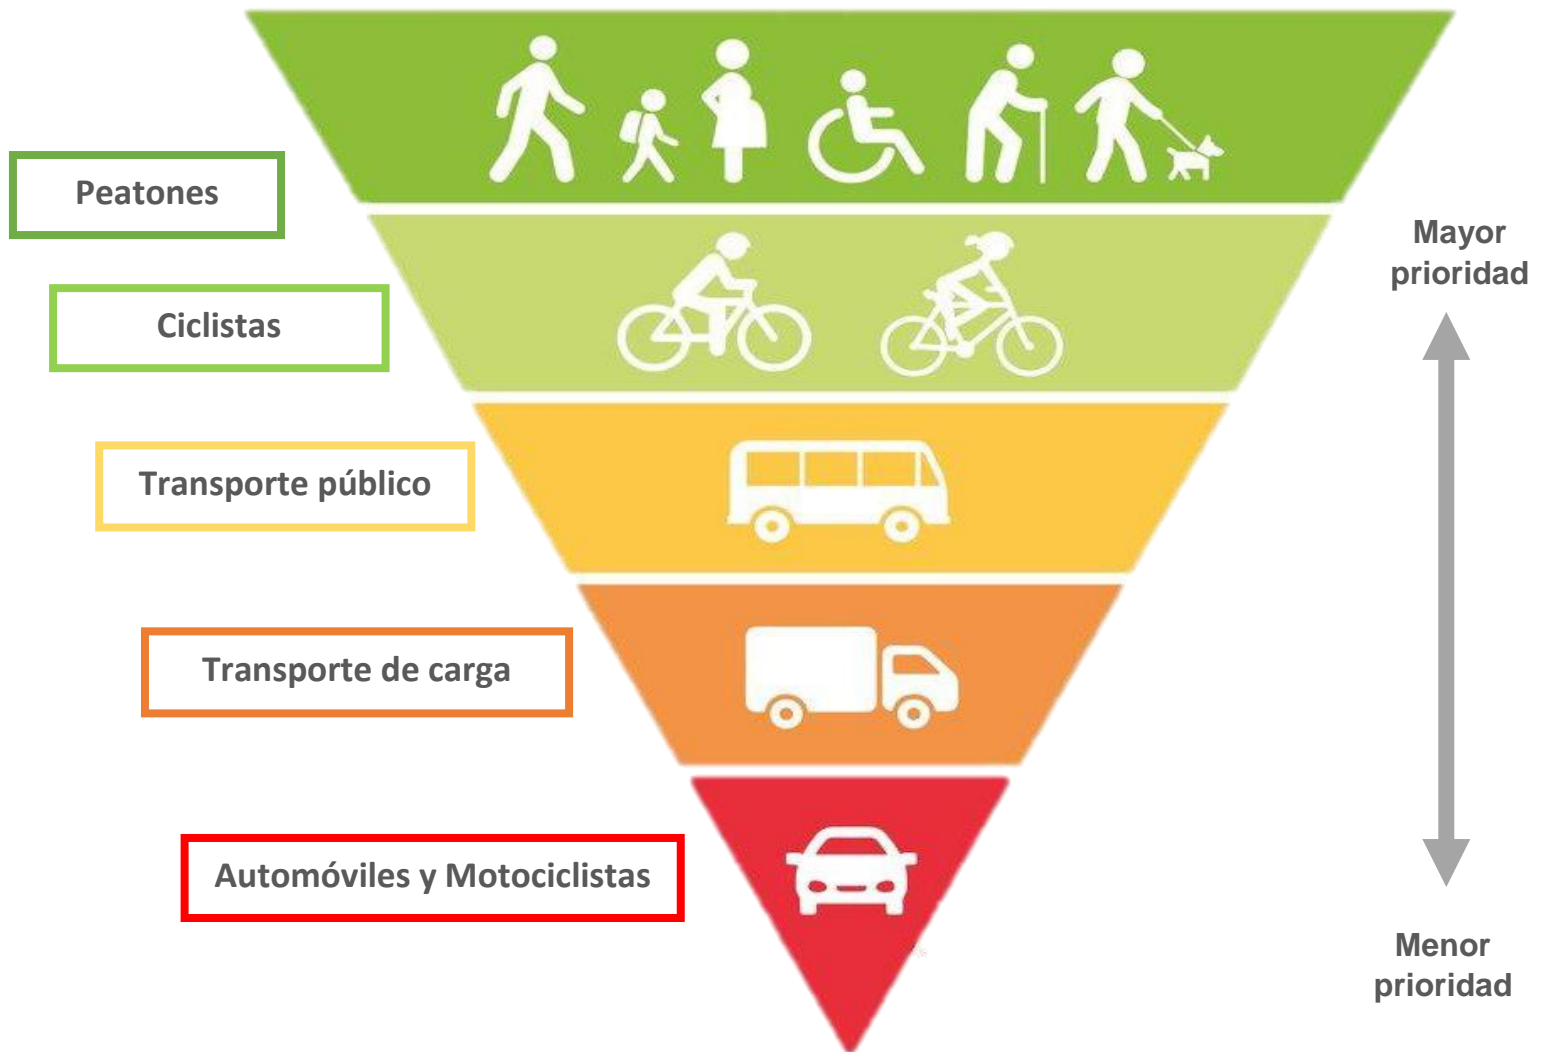 Peatones
Mayor
prioridad
Ciclistas
Transporte público
Transporte de carga
Automóviles y Motociclistas
Menor
prioridad